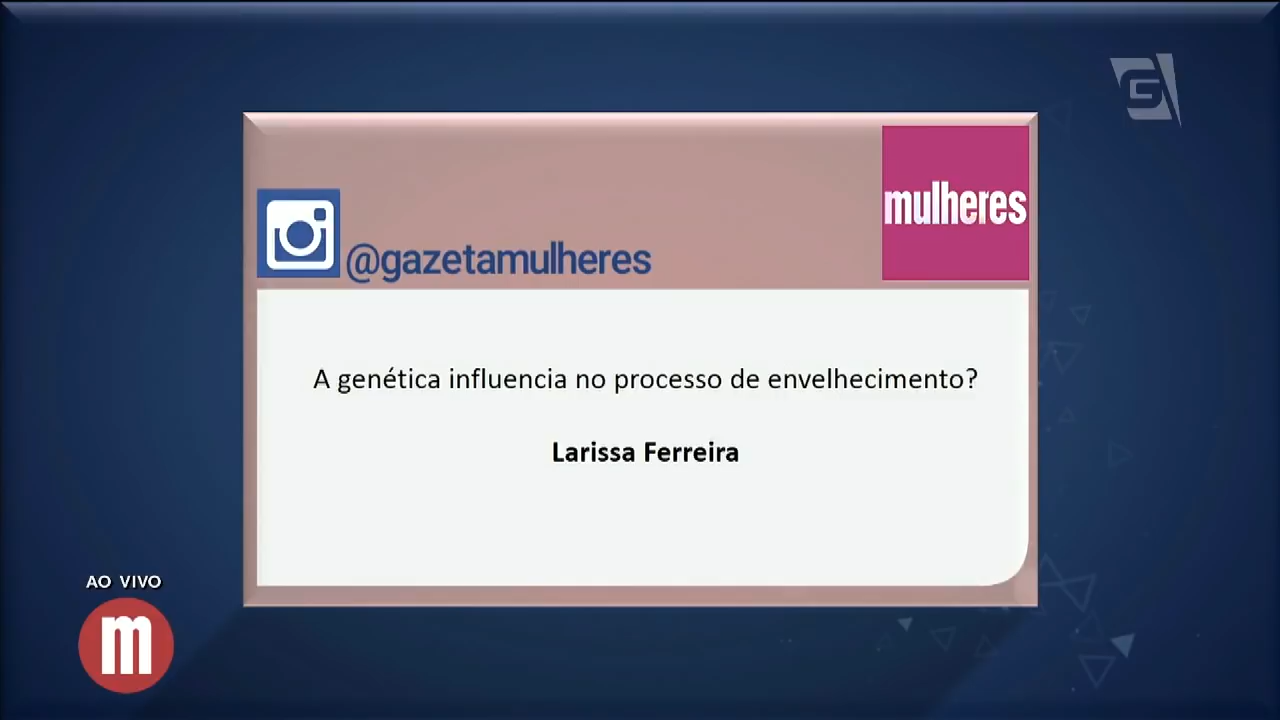 mulheres
@gazetamulheres
A genética influencia no processo de envelhecimento?
Larissa Ferreira
AO VIVO
m